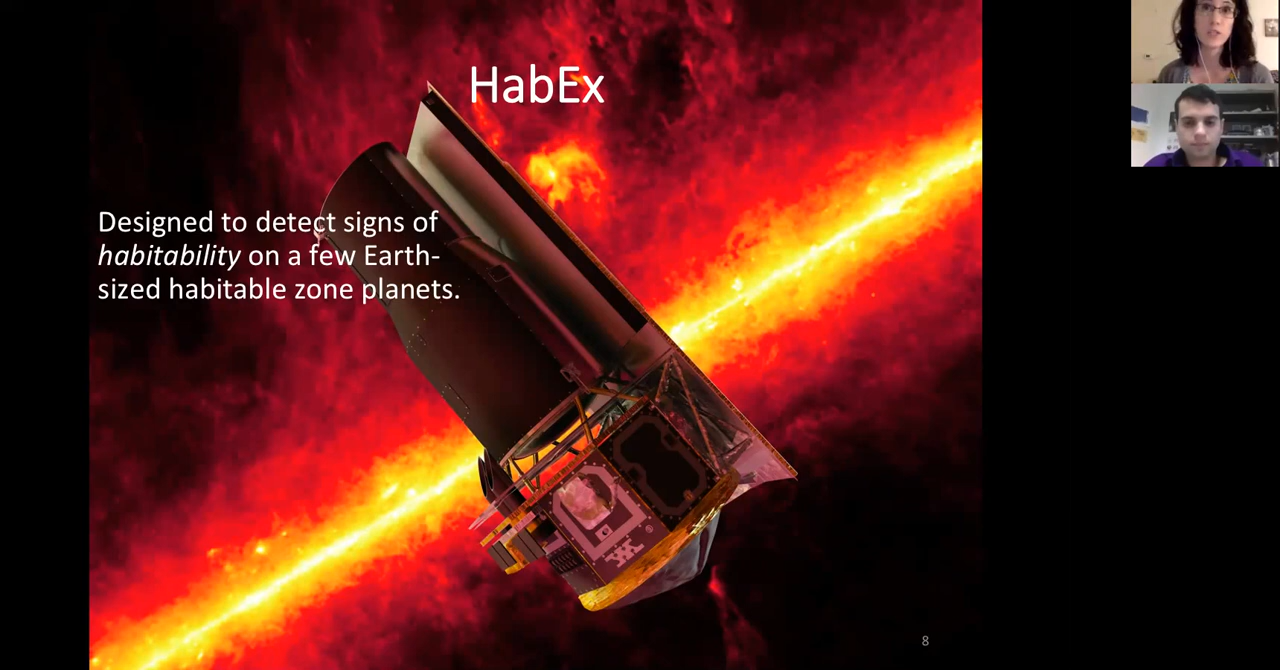 HabEx
Designed to detect signs of
habitability on a few Earth-
sized habitable zone planets.
8